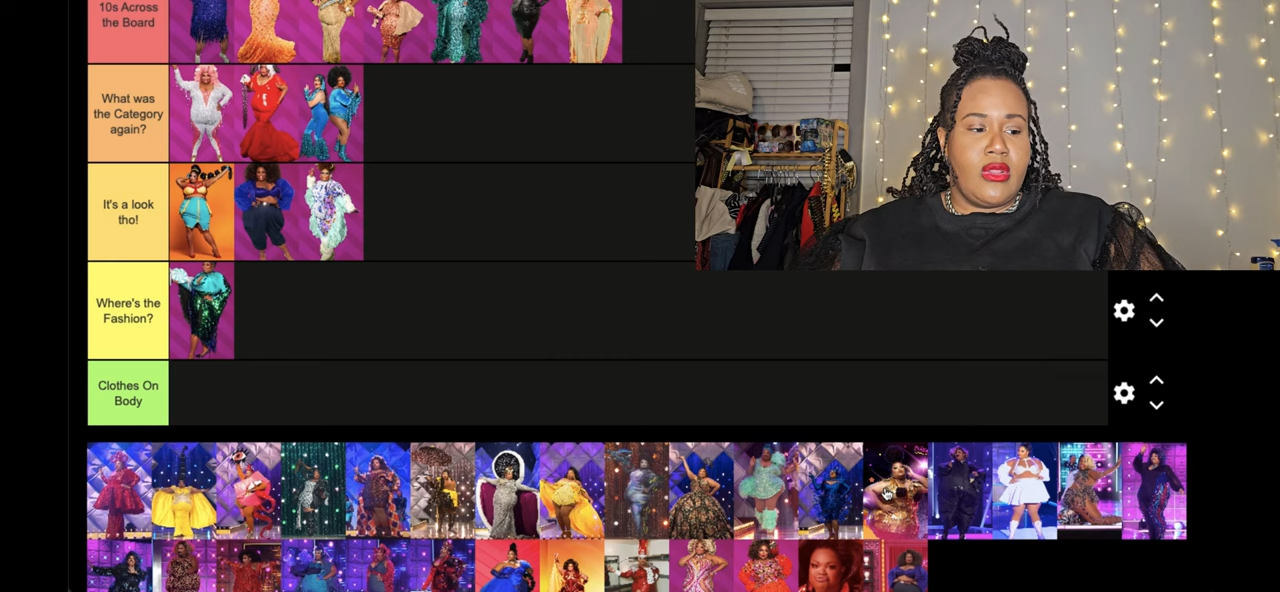 10s Across
the Board
What was
the Category
again?
It's a look
tho!
Where's the
Fashion?
Clothes On
Body